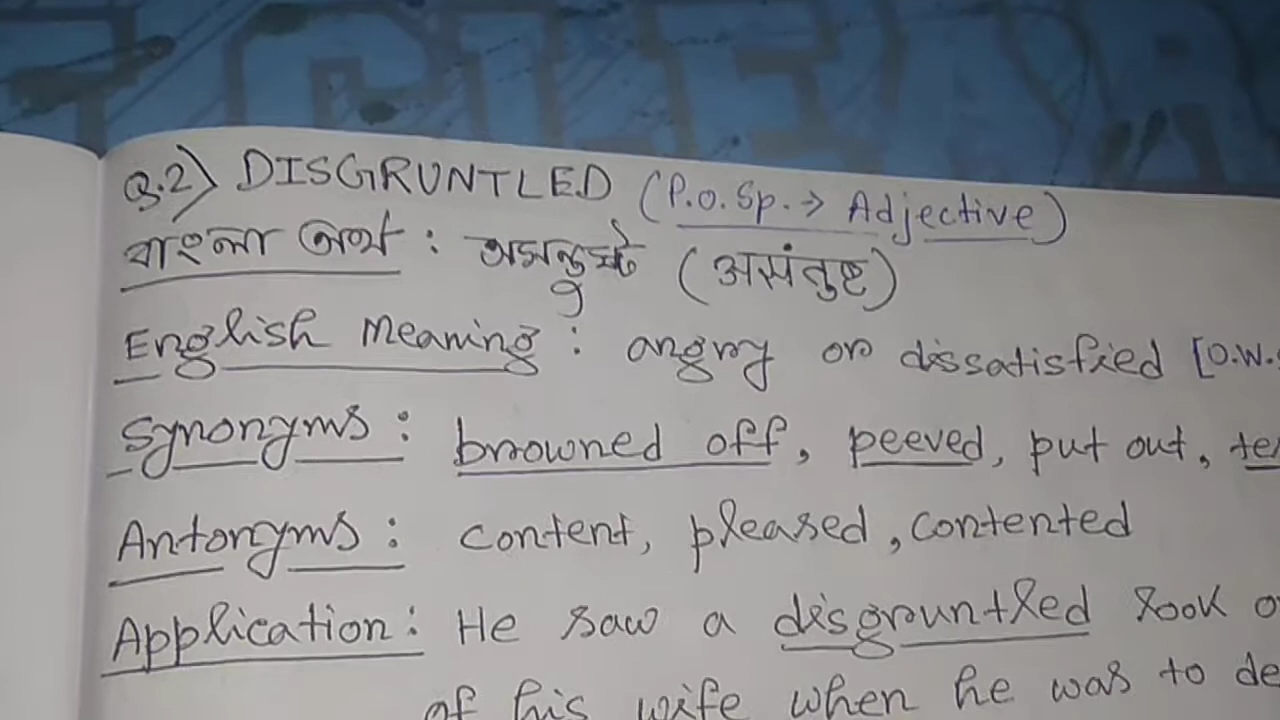 CLEAR
Q.2) DISGRUNTLED (P.O.Sp.→ Adjective)
বাংলা অর্থ : অসন্তুষ্ট (असंतुष्ट)
English Meaning : angry or dissatisfied [O.W.
Synonyms : browned off, peeved, put out,
Antonyms : content, pleased, contented
Application : He saw a disgruntled look
of his wife when he was to